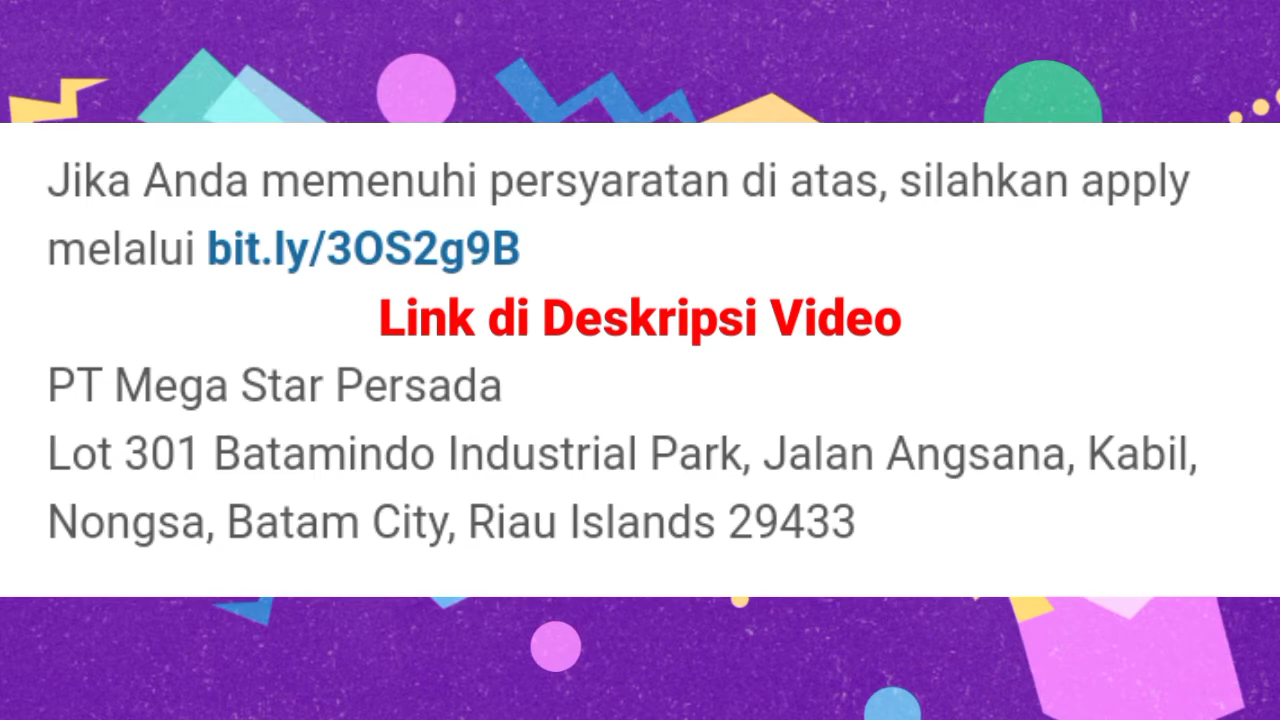 Jika Anda memenuhi persyaratan di atas, silahkan apply
melalui bit.ly/3OS2g9B
Link di Deskripsi Video
PT Mega Star Persada
Lot 301 Batamindo Industrial Park, Jalan Angsana, Kabil,
Nongsa, Batam City, Riau Islands 29433